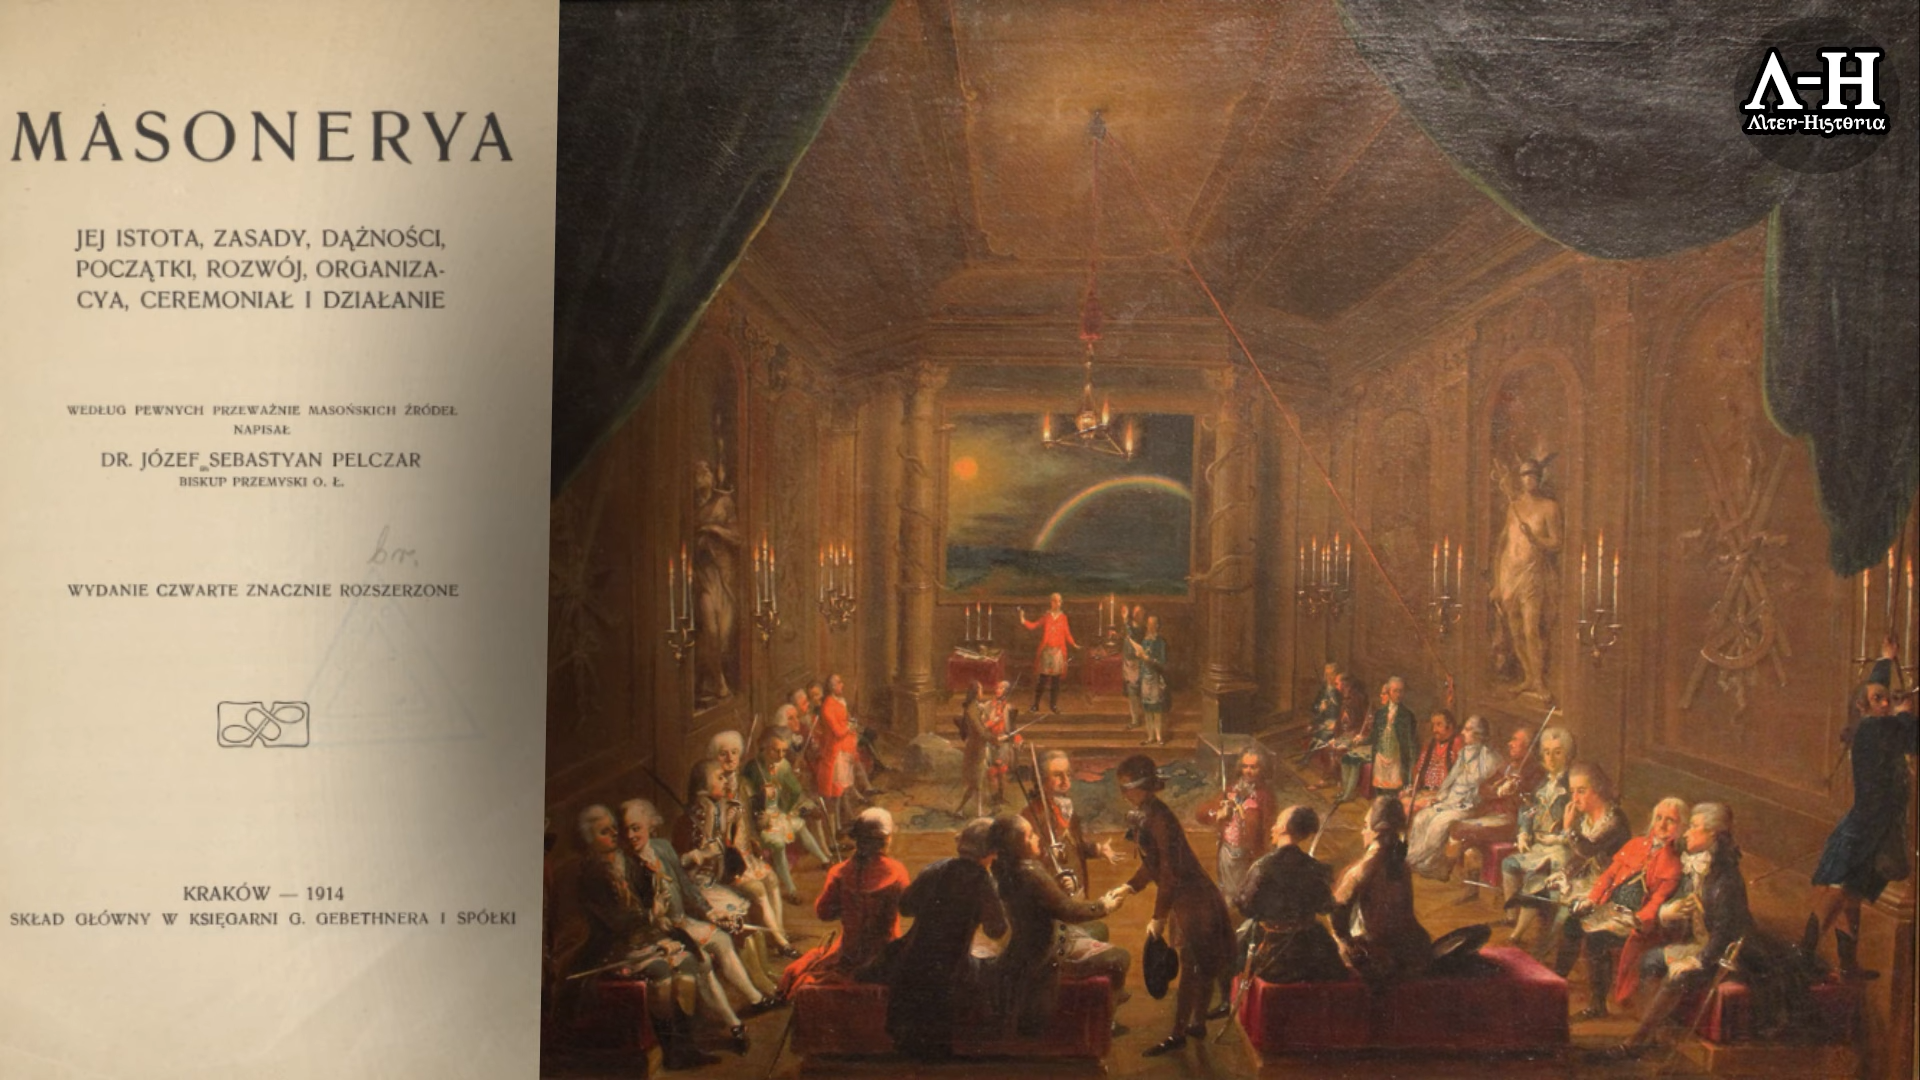 MASONERYA
JEJ ISTOTA, ZASADY, DĄŻNOŚCI,
POCZĄTKI, ROZWÓJ, ORGANIZA-
CYA, CEREMONIAŁ I DZIAŁANIE
WEDŁUG PEWNYCH PRZEWAŻNIE MASOŃSKICH ŹRÓDEŁ
NAPISAŁ
DR. JÓZEF SEBASTYAN PELCZAR
BISKUP PRZEMYSKI O. Ł.
br.
WYDANIE CZWARTE ZNACZNIE ROZSZERZONE
KRAKÓW — 1914
SKŁAD GŁÓWNY W KSIĘGARNI G. GEBETHNERA I SPÓŁKI
A-H
Alter-Historia